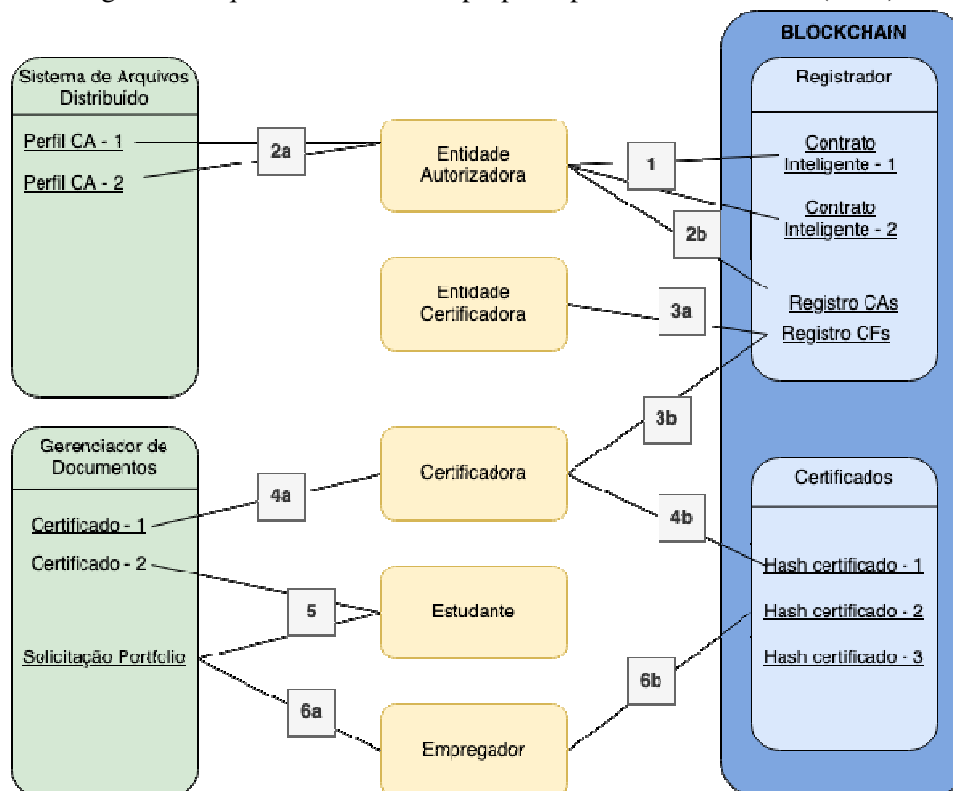 BLOCKCHAIN
Sistema de Arquivos
Distribuído
Perfil CA - 1
Perfil CA - 2
2a
Entidade
Autorizadora
1
2b
Registrador
Contrato
Inteligente - 1
Contrato
Inteligente - 2
Registro CAs
Registro CFs
Entidade
Certificadora
3a
3b
Gerenciador de
Documentos
Certificado - 1
Certificado - 2
Solicitação Portfolio
4a
Certificadora
4b
5
Estudante
6a
Empregador
6b
Certificados
Hash certificado - 1
Hash certificado - 2
Hash certificado - 3